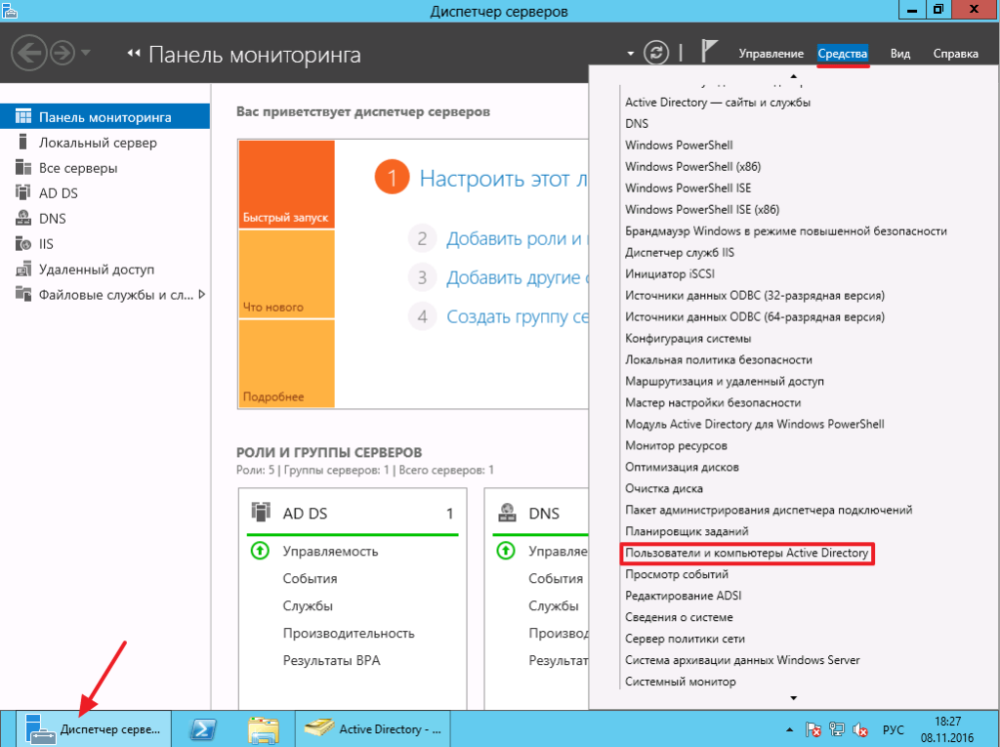 Диспетчер серверов
Панель мониторинга
Управление
Средства
Вид
Справка
Панель мониторинга
Локальный сервер
Все серверы
AD DS
DNS
IIS
Удаленный доступ
Файловые службы и сл...
Вас приветствует диспетчер серверов
Быстрый запуск
Что нового
Подробнее
1 Настроить этот л
2 Добавить роли и
3 Добавить другие
4 Создать группу се
РОЛИ И ГРУППЫ СЕРВЕРОВ
Роли: 5 | Группы серверов: 1 | Всего серверов: 1
AD DS 1
Управляемость
События
Службы
Производительность
Результаты BPA
DNS
Управляе
События
Службы
Производ
Результат
Active Directory — сайты и службы
DNS
Windows PowerShell
Windows PowerShell (x86)
Windows PowerShell ISE
Windows PowerShell ISE (x86)
Брандмауэр Windows в режиме повышенной безопасности
Диспетчер служб IIS
Инициатор iSCSI
Источники данных ODBC (32-разрядная версия)
Источники данных ODBC (64-разрядная версия)
Конфигурация системы
Локальная политика безопасности
Маршрутизация и удаленный доступ
Мастер настройки безопасности
Модуль Active Directory для Windows PowerShell
Монитор ресурсов
Оптимизация дисков
Очистка диска
Пакет администрирования диспетчера подключений
Планировщик заданий
Пользователи и компьютеры Active Directory
Просмотр событий
Редактирование ADSI
Сведения о системе
Сервер политики сети
Система архивации данных Windows Server
Системный монитор
Диспетчер серве...
Active Directory - ...
РУС
18:27
08.11.2016